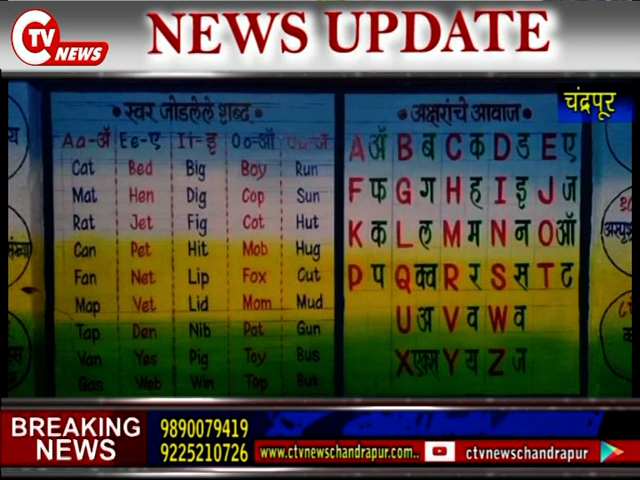 CTV NEWS
NEWS UPDATE
चंद्रपूर
स्वर जोडलेले शब्द
Aa-अ‍ॅ Ee-ए Ii-इ Oo-ऑ
Cat Bed Big Boy Run
Mat Hen Dig Cop Sun
Rat Jet Fig Cot Hut
Can Pet Hit Mob Hug
Fan Net Lip Fox Cut
Map Vet Lid Mom Mud
Tap Den Nib Pot Gun
Van Yes Pig Toy Bus
Gas Web Win Top But
अक्षरांचे आवाज
A अ‍ॅ B ब C क D ड E ए
F फ G ग H ह I इ J ज
K क L ल M म N न O ऑ
P प Q क्व R र S स T ट
U अ V व W व
X एक्स Y य Z ज
BREAKING NEWS
9890079419
9225210726
www.ctvnewschandrapur.com
ctvnewschandrapur